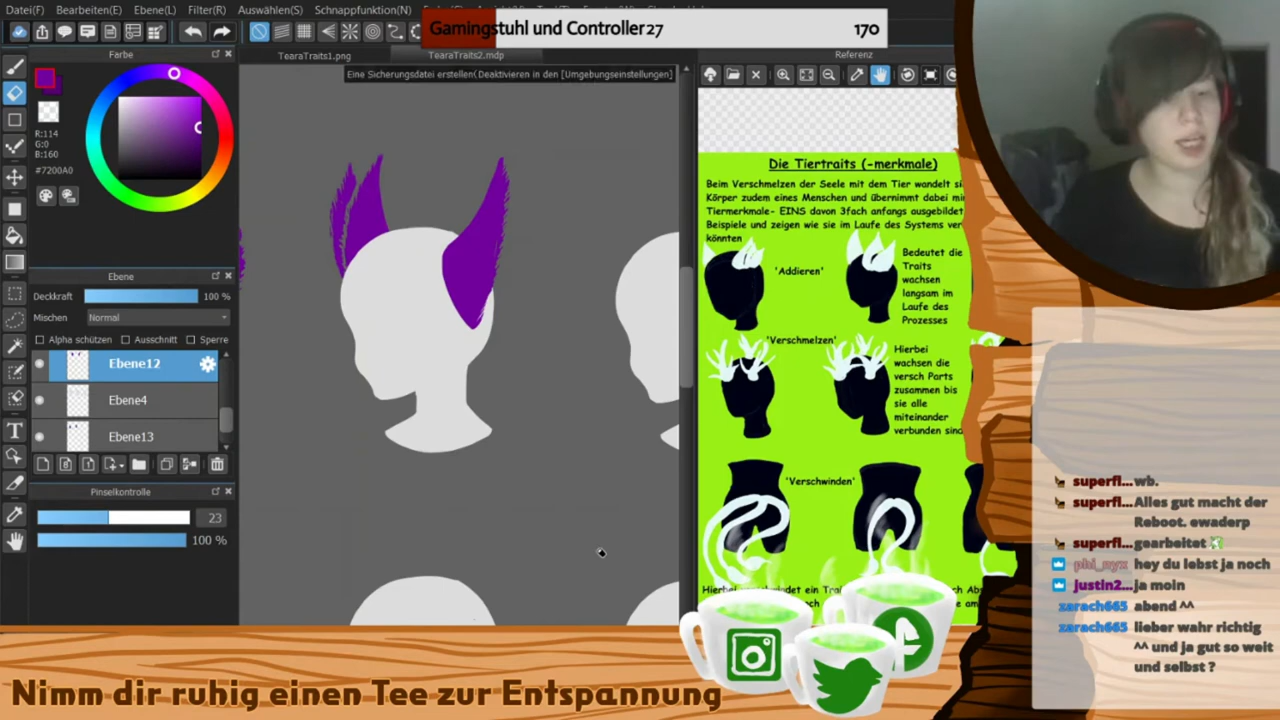 Datei(F) Bearbeiten(E) Ebene(L) Filter(R) Auswählen(S) Schnappfunktion(N)
Gamingstuhl und Controller27 170
Farbe
TearaTraits1.png
TearaTraits2.mdp
Referenz
Eine Sicherungsdatei erstellen(Deaktivieren in den [Umgebungseinstellungen]
R:114
G:0
B:160
#7200A0
Ebene
Deckkraft 100 %
Mischen Normal
Alpha schützen Ausschnitt Sperre
Ebene12
Ebene4
Ebene13
Pinselkontrolle
23
100 %
Die Tiertraits (-merkmale)
Beim Verschmelzen der Seele mit dem Tier wandelt
Körper zudem eines Menschen und übernimmt dabei
Tiermerkmale- EINS davon 3fach anfangs ausgebildet
Beispiele und zeigen wie sie im Laufe des Systems
könnten
'Addieren'
Bedeutet die
Traits
wachsen
langsam im
Laufe des
Prozesses
'Verschmelzen'
Hierbei
wachsen die
versch Parts
zusammen bis
sie alle
miteinander
verbunden sind
'Verschwinden'
superfl... wb.
superfl... Alles gut macht der
Reboot. ewaderp
superfl... gearbeitet
phi_nyx hey du lebst ja noch
justin2... ja moin
zarach665 abend ^^
zarach665 lieber wahr richtig
^^ und ja gut so weit
und selbst ?
Nimm dir ruhig einen Tee zur Entspannung